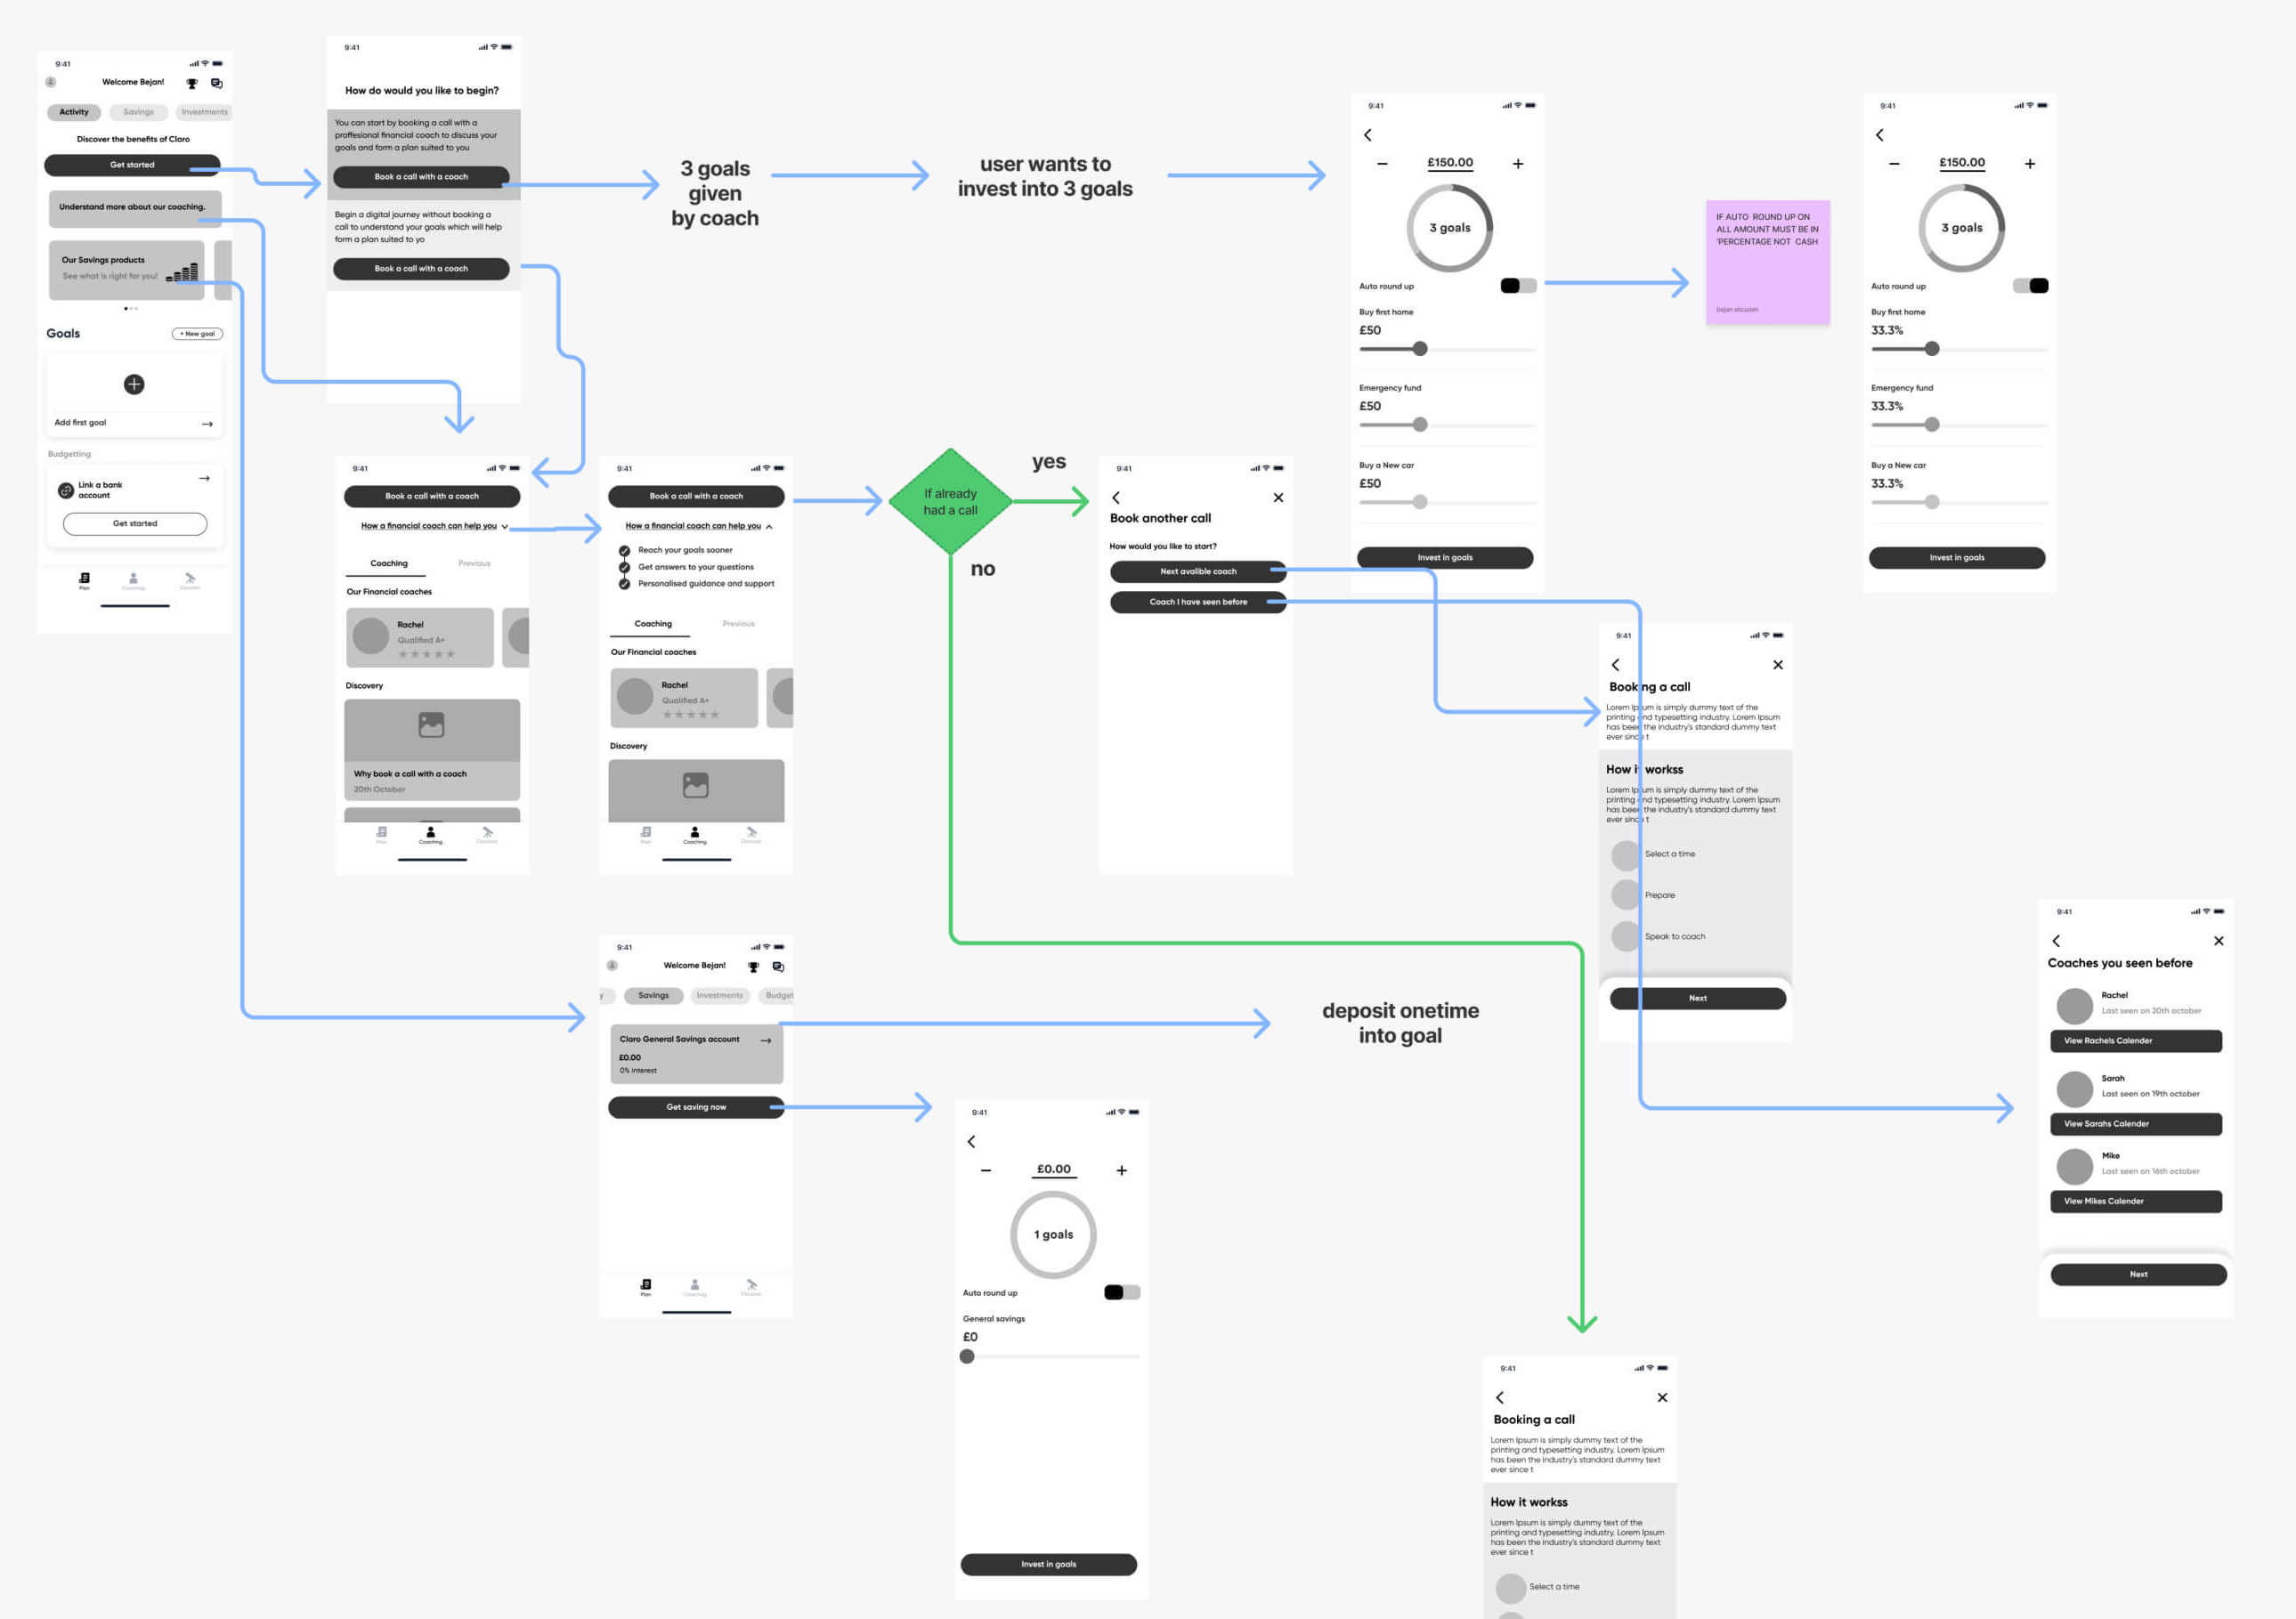 9:41
Welcome Bejan!
Activity
Savings
Investments
Discover the benefits of Claro
Get started
Understand more about our coaching.
Our Savings products
See what is right for you!
Goals
+ New goal
Add first goal
Budgetting
Link a bank
account
Get started
Plan
Coaching
Discover
9:41
How do would you like to begin?
You can start by booking a call with a
proffesional financial coach to discuss your
goals and form a plan suited to you
Book a call with a coach
Begin a digital journey without booking a
call to understand your goals which will help
form a plan suited to yo
Book a call with a coach
3 goals
given
by coach
user wants to
invest into 3 goals
9:41
£150.00
3 goals
Auto round up
Buy first home
£50
Emergency fund
£50
Buy a New car
£50
Invest in goals
IF AUTO ROUND UP ON
ALL AMOUNT MUST BE IN
'PERCENTAGE NOT CASH
bejan alizadeh
9:41
£150.00
3 goals
Auto round up
Buy first home
33.3%
Emergency fund
33.3%
Buy a New car
33.3%
Invest in goals
9:41
Book a call with a coach
How a financial coach can help you
Coaching
Previous
Our Financial coaches
Rachel
Qualified A+
Discovery
Why book a call with a coach
20th October
Plan
Coaching
Discover
9:41
Book a call with a coach
How a financial coach can help you
Reach your goals sooner
Get answers to your questions
Personalised guidance and support
Coaching
Previous
Our Financial coaches
Rachel
Qualified A+
Discovery
Plan
Coaching
Discover
If already
had a call
yes
no
9:41
Book another call
How would you like to start?
Next avalible coach
Coach I have seen before
9:41
Booking a call
Lorem Ipsum is simply dummy text of the
printing and typesetting industry. Lorem Ipsum
has been the industry's standard dummy text
ever since t
How it workss
Lorem Ipsum is simply dummy text of the
printing and typesetting industry. Lorem Ipsum
has been the industry's standard dummy text
ever since t
Select a time
Prepare
Speak to coach
Next
9:41
Coaches you seen before
Rachel
Last seen on 20th october
View Rachels Calender
Sarah
Last seen on 19th october
View Sarahs Calender
Mike
Last seen on 16th october
View Mikes Calender
Next
9:41
Welcome Bejan!
y
Savings
Investments
Budget
Claro General Savings account
£0.00
0% interest
Get saving now
Plan
Coaching
Discover
deposit onetime
into goal
9:41
£0.00
1 goals
Auto round up
General savings
£0
Invest in goals
9:41
Booking a call
Lorem Ipsum is simply dummy text of the
printing and typesetting industry. Lorem Ipsum
has been the industry's standard dummy text
ever since t
How it workss
Lorem Ipsum is simply dummy text of the
printing and typesetting industry. Lorem Ipsum
has been the industry's standard dummy text
ever since t
Select a time